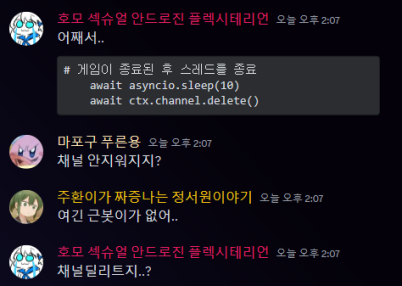 호모 섹슈얼 안드로진 플렉시테리언 오늘 오후 2:07
어째서..
# 게임이 종료된 후 스레드를 종료
await asyncio.sleep(10)
await ctx.channel.delete()
마포구 푸른용 오늘 오후 2:07
채널 안지워지지?
주환이가 짜증나는 정서원이야기 오늘 오후 2:07
여긴 근봇이가 없어..
호모 섹슈얼 안드로진 플렉시테리언 오늘 오후 2:07
채널딜리트지..?